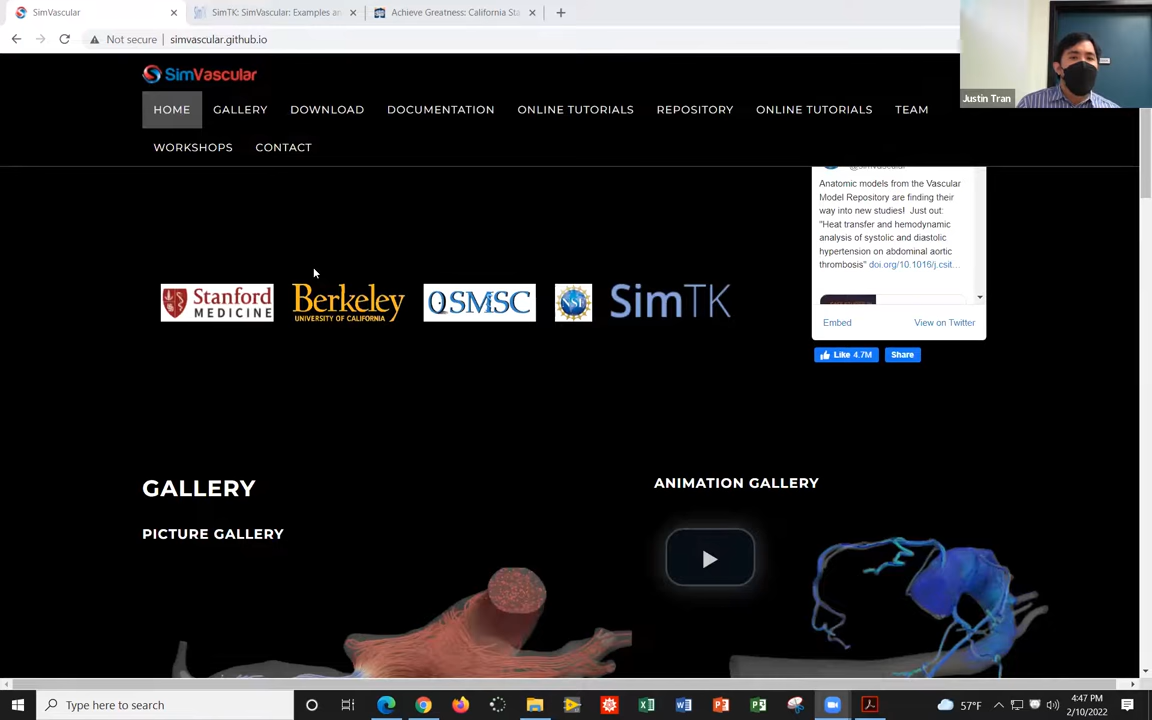 SimVascular
SimTK: SimVascular: Examples an
Achieve Greatness: California Sta
Not secure
simvascular.github.io
SimVascular
HOME
GALLERY
DOWNLOAD
DOCUMENTATION
ONLINE TUTORIALS
REPOSITORY
ONLINE TUTORIALS
TEAM
WORKSHOPS
CONTACT
Justin Tran
Anatomic models from the Vascular
Model Repository are finding their
way into new studies! Just out:
"Heat transfer and hemodynamic
analysis of systolic and diastolic
hypertension on abdominal aortic
thrombosis" doi.org/10.1016/j.csit...
Embed
View on Twitter
Like 4.7M
Share
Stanford
MEDICINE
Berkeley
UNIVERSITY OF CALIFORNIA
OSMSC
NSF
SimTK
GALLERY
PICTURE GALLERY
ANIMATION GALLERY
Type here to search
57°F
4:47 PM
2/10/2022